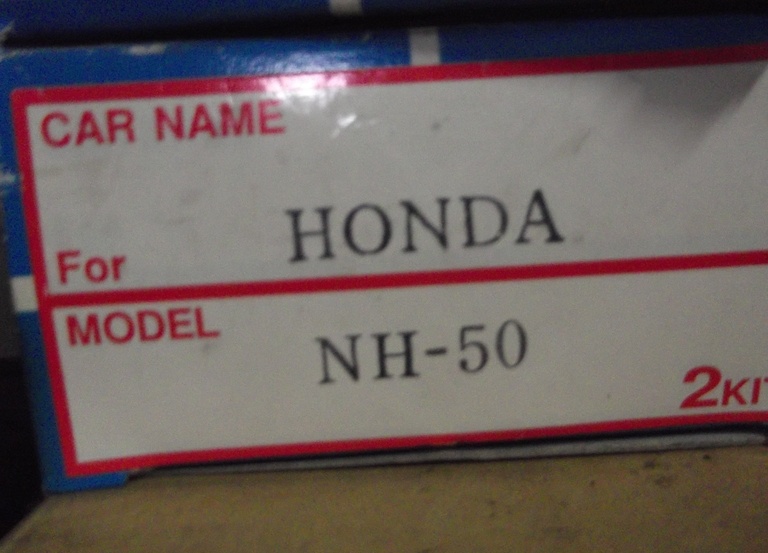 CAR NAME
For HONDA
MODEL NH-50
2KIT